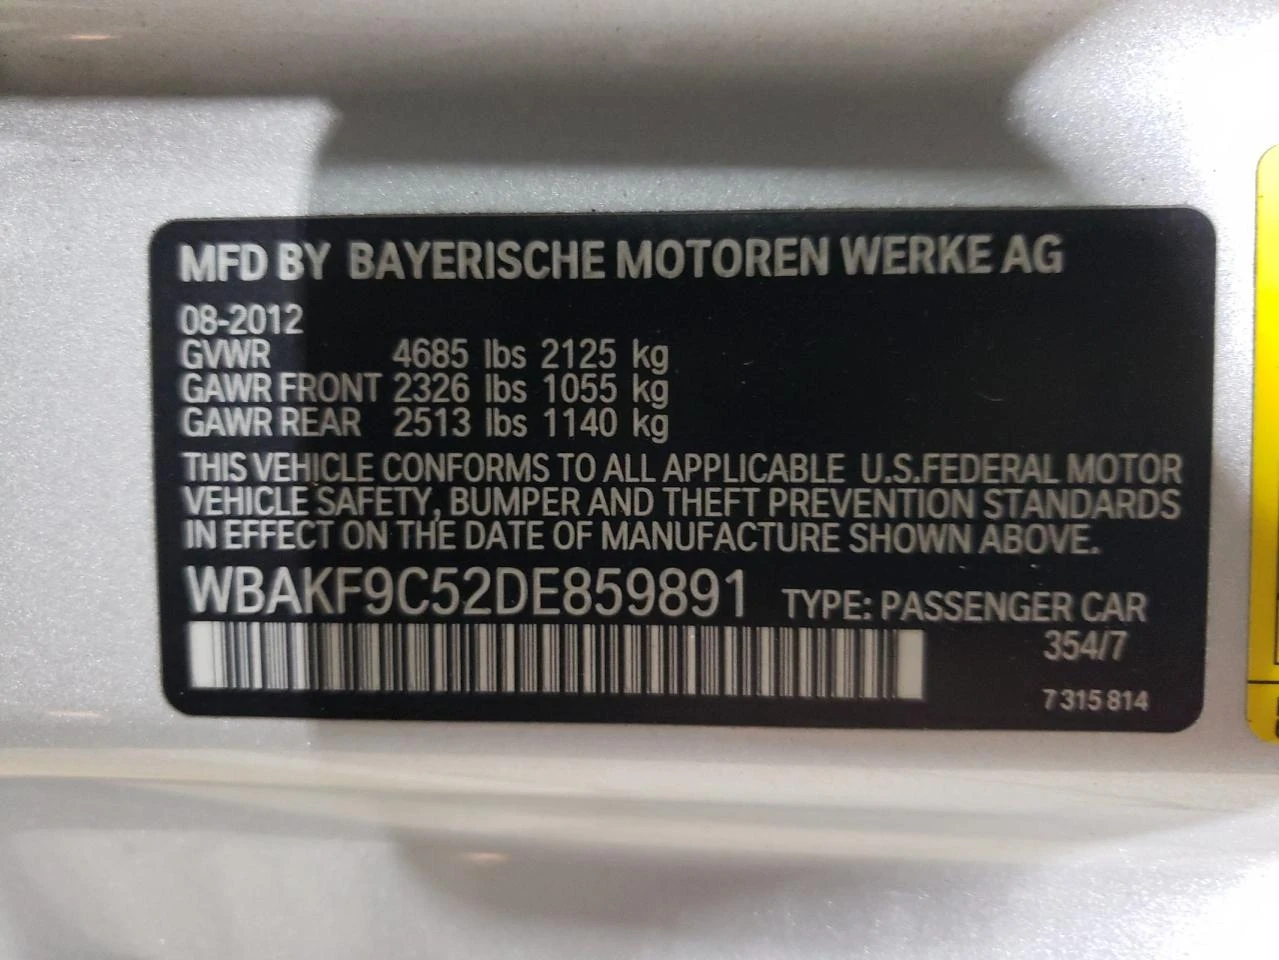 MFD BY BAYERISCHE MOTOREN WERKE AG
08-2012
GVWR 4685 lbs 2125 kg
GAWR FRONT 2326 lbs 1055 kg
GAWR REAR 2513 lbs 1140 kg
THIS VEHICLE CONFORMS TO ALL APPLICABLE U.S.FEDERAL MOTOR
VEHICLE SAFETY, BUMPER AND THEFT PREVENTION STANDARDS
IN EFFECT ON THE DATE OF MANUFACTURE SHOWN ABOVE.
WBAKF9C52DE859891 TYPE: PASSENGER CAR
354/7
7 315 814